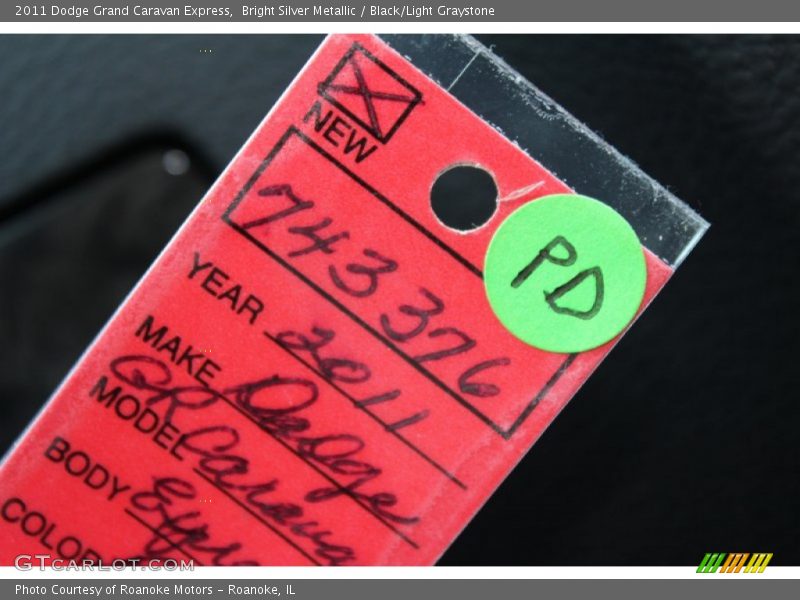 2011 Dodge Grand Caravan Express,  Bright Silver Metallic / Black/Light Graystone
NEW
743376
PD
YEAR 2011
MAKE Dodge
MODEL GR Caravan
BODY Expre
COLOR
GTcarlot.com
Photo Courtesy of Roanoke Motors - Roanoke, IL